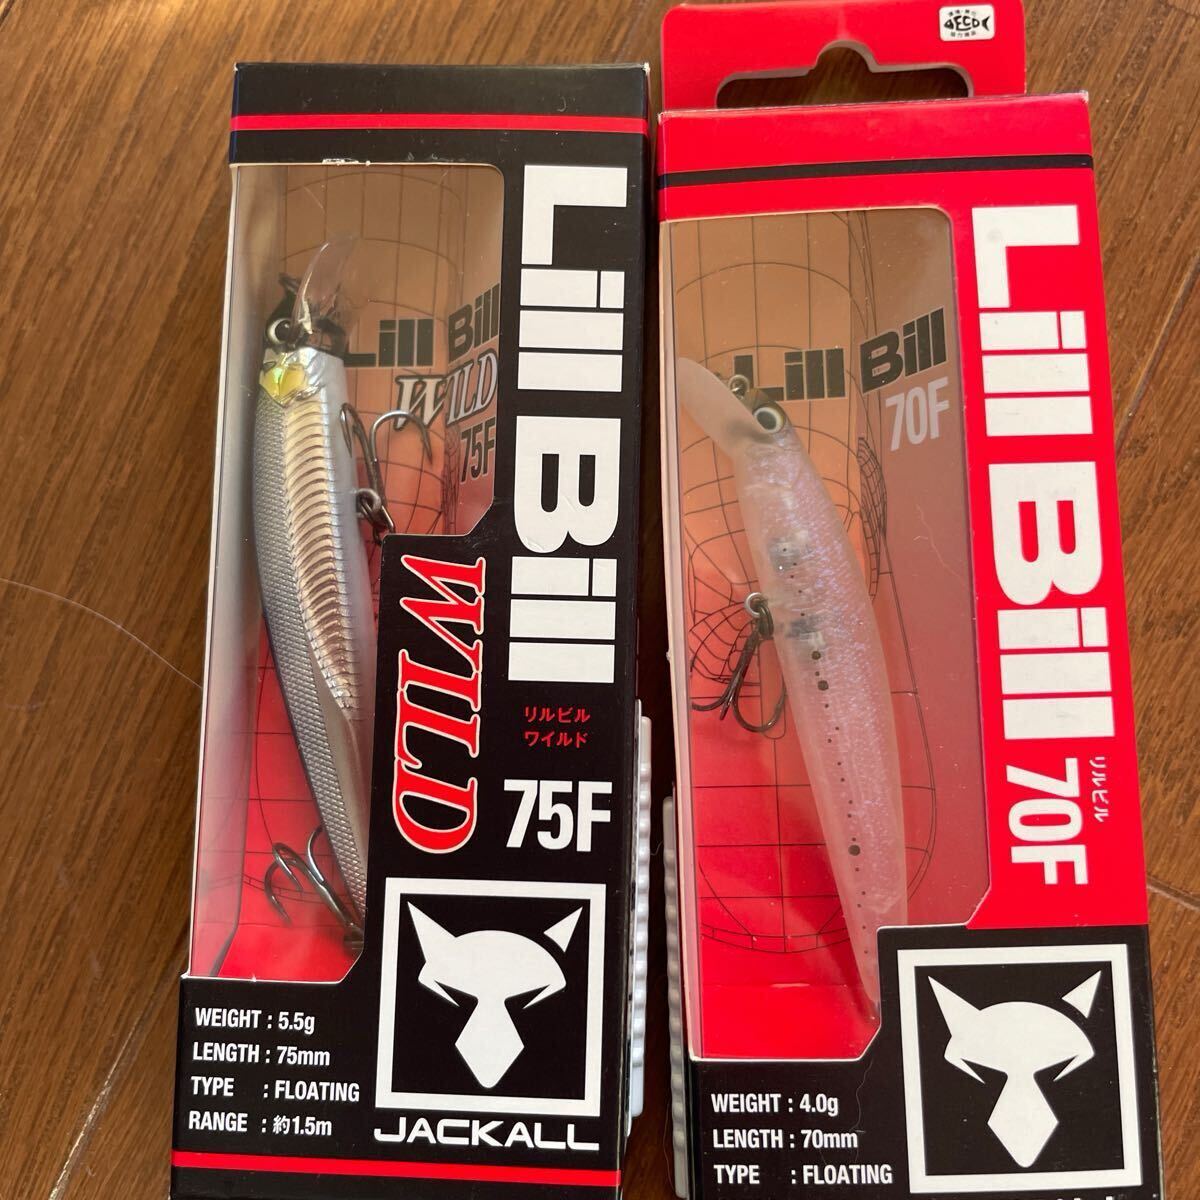 Lill Bill
WILD
75F
Lill Bill
WILD
リルビル
ワイルド
75F
WEIGHT : 5.5g
LENGTH : 75mm
TYPE : FLOATING
RANGE : 約1.5m
JACKALL
ECO
Lill Bill
70F
Lill Bill 70F
リルビル
WEIGHT : 4.0g
LENGTH : 70mm
TYPE : FLOATING